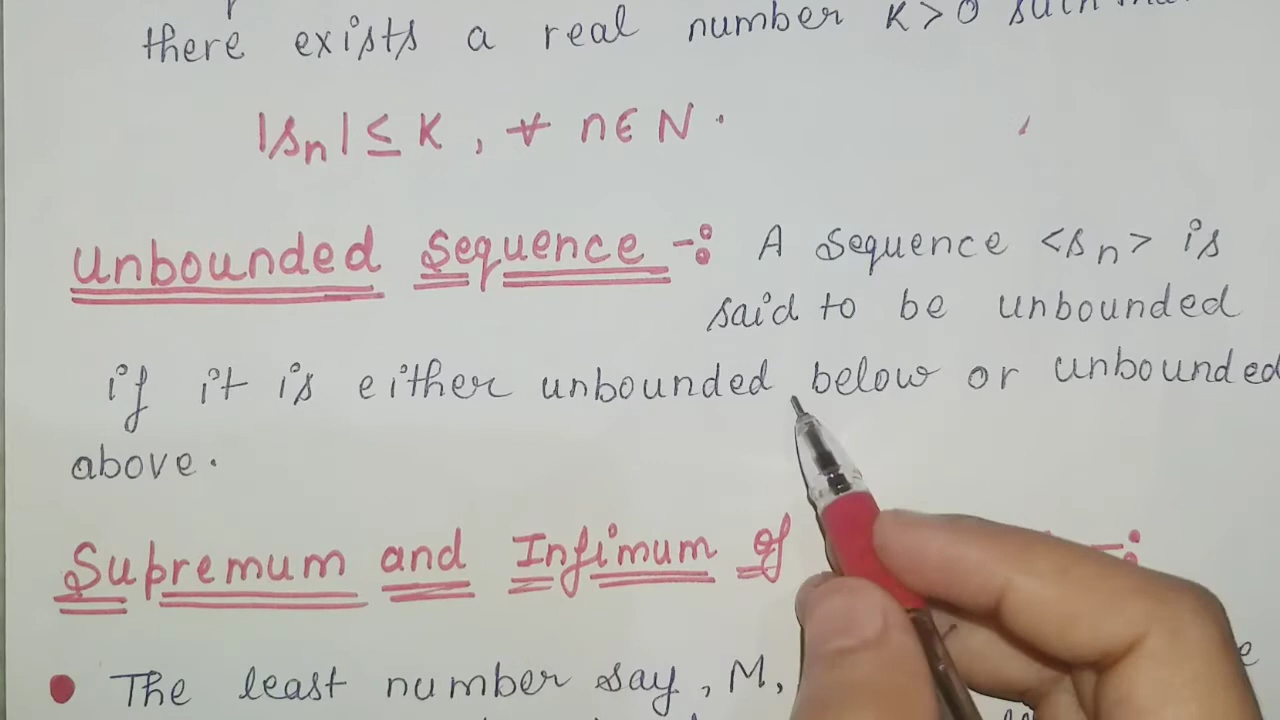 there exists a real number K>0 such that
|sn| ≤ K, ∀ n ∈ N.
Unbounded Sequence -: A sequence <sn> is
said to be unbounded
if it is either unbounded below or unbounded
above.
Supremum and Infimum of
The least number say, M,